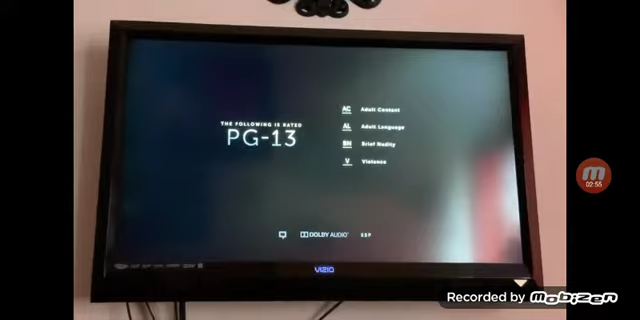 THE FOLLOWING IS RATED
PG-13
AC Adult Content
AL Adult Language
BN Brief Nudity
V Violence
DOLBY AUDIO
SAP
VIZIO
02:55
Recorded by mobizen